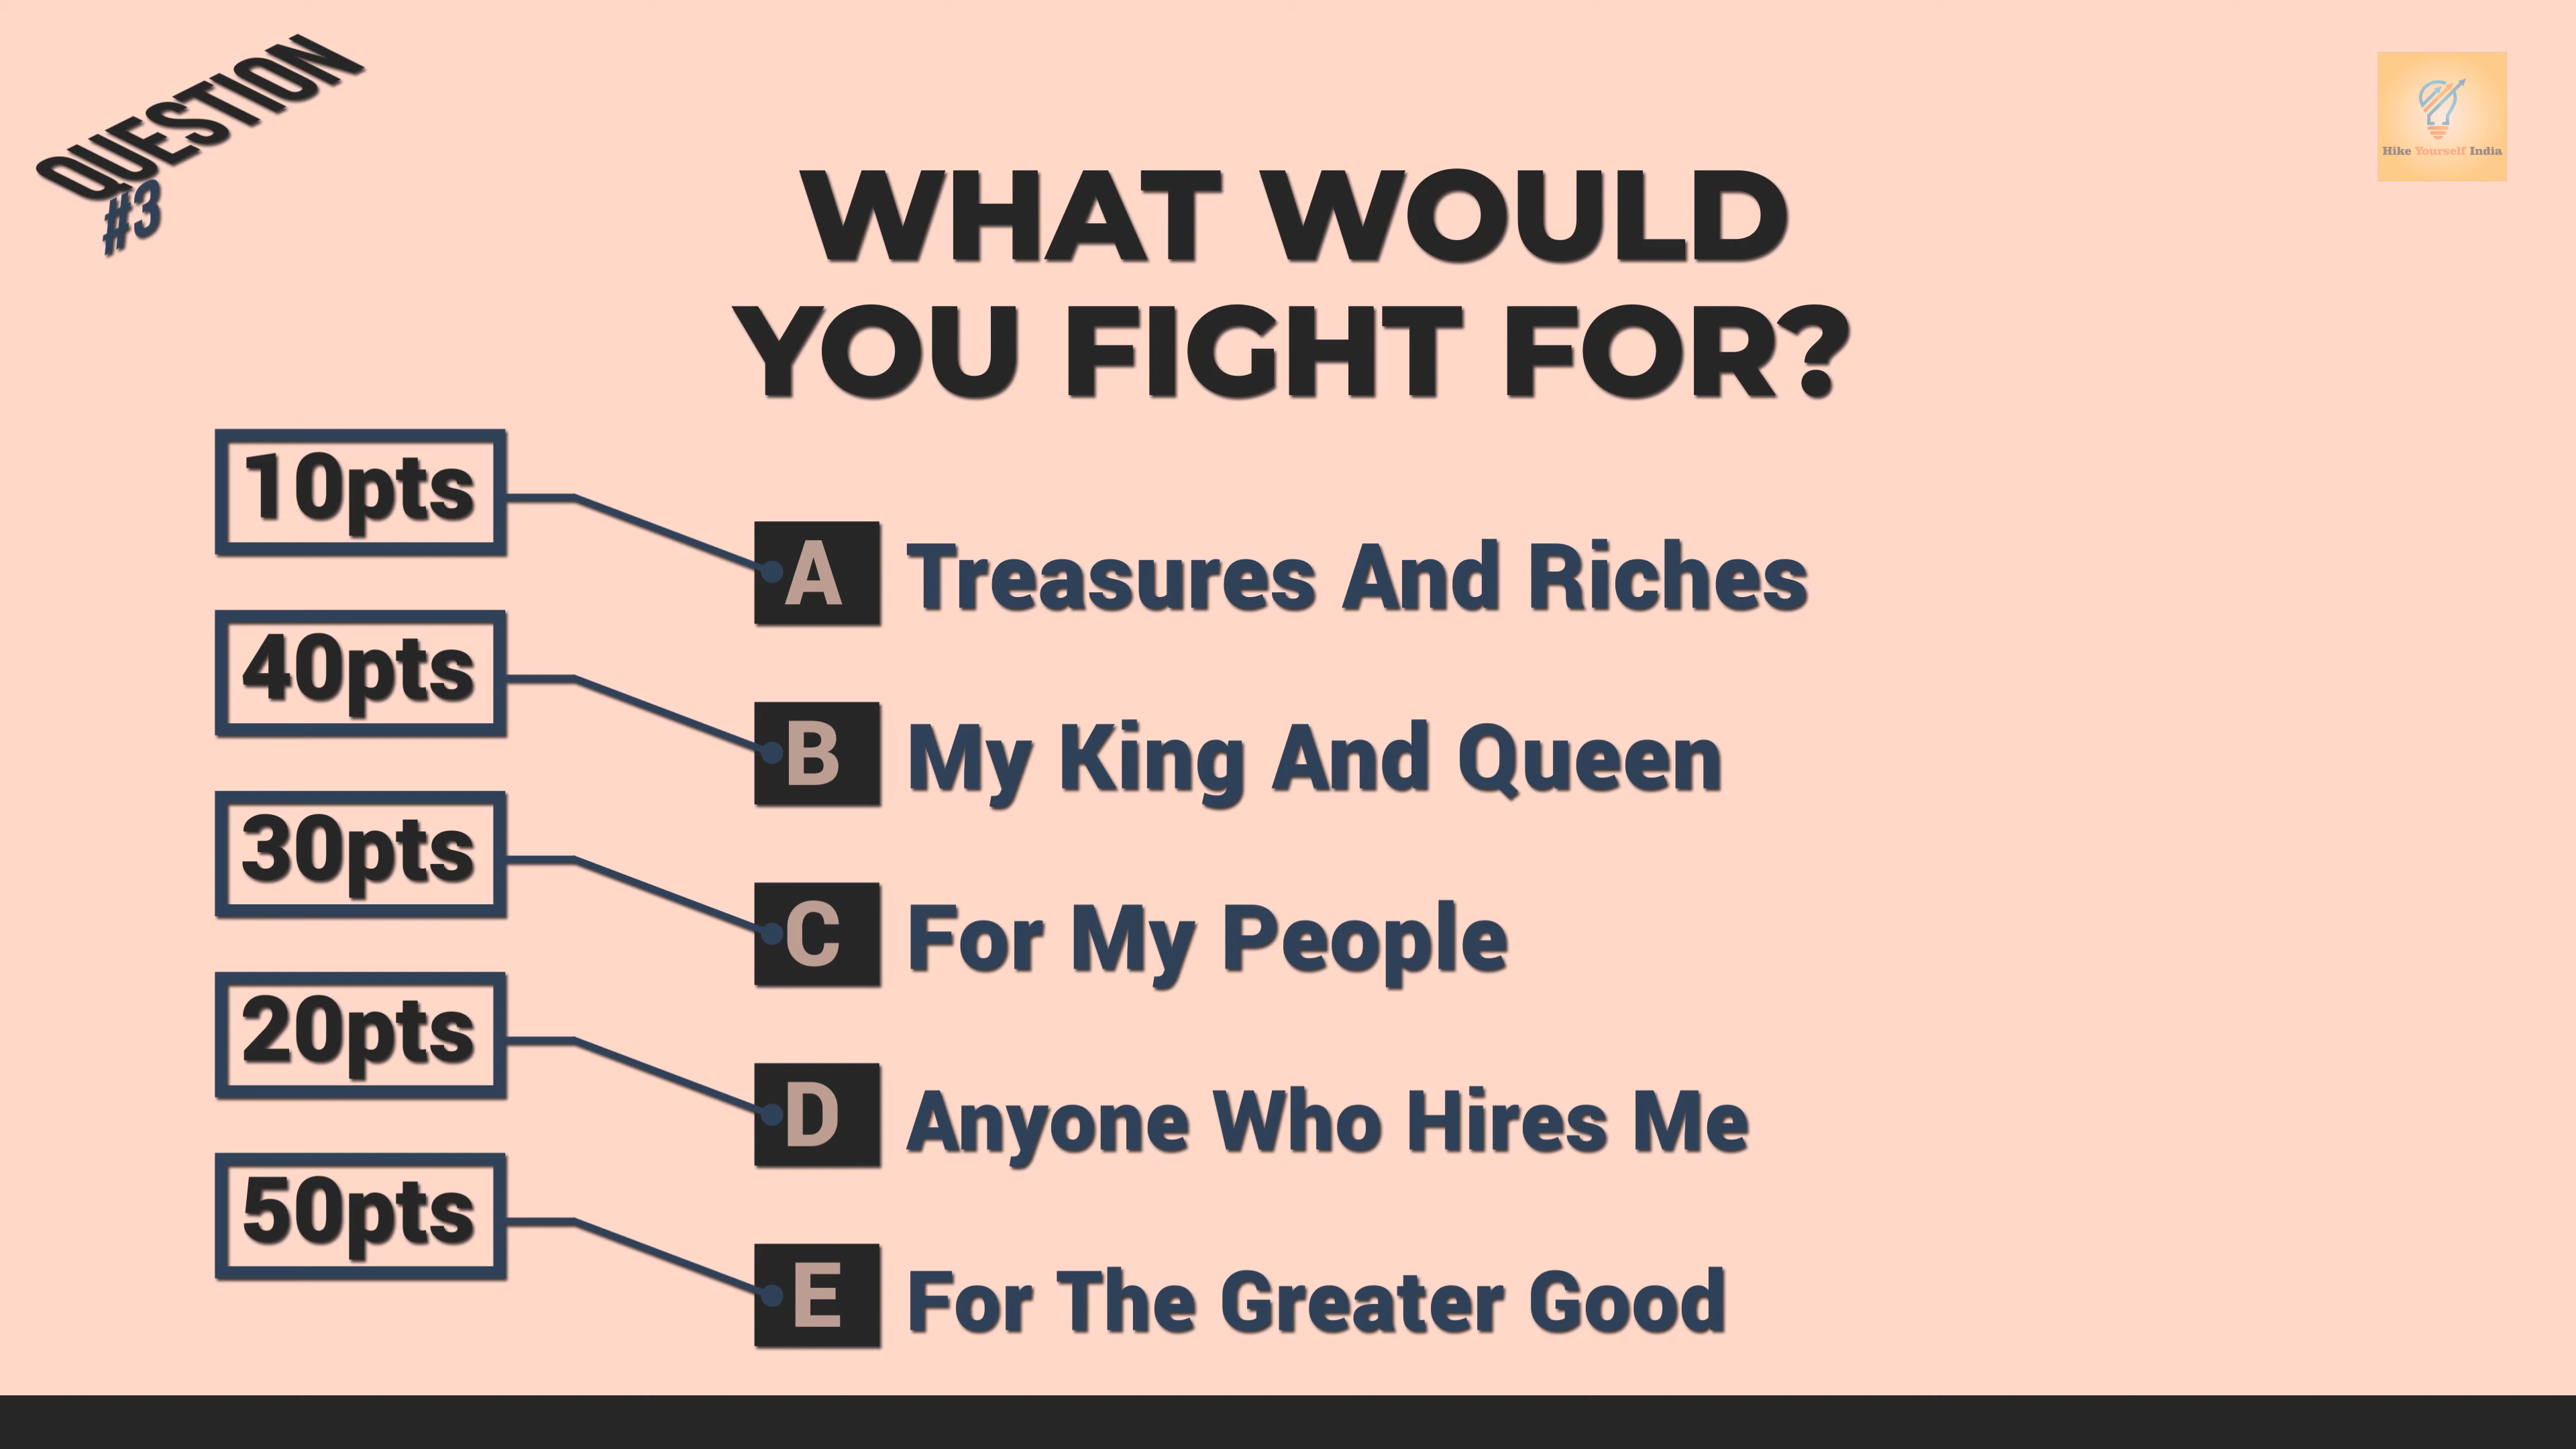 QUESTION
#3
Hike Yourself India
WHAT WOULD
YOU FIGHT FOR?
10pts
A Treasures And Riches
40pts
B My King And Queen
30pts
C For My People
20pts
D Anyone Who Hires Me
50pts
E For The Greater Good